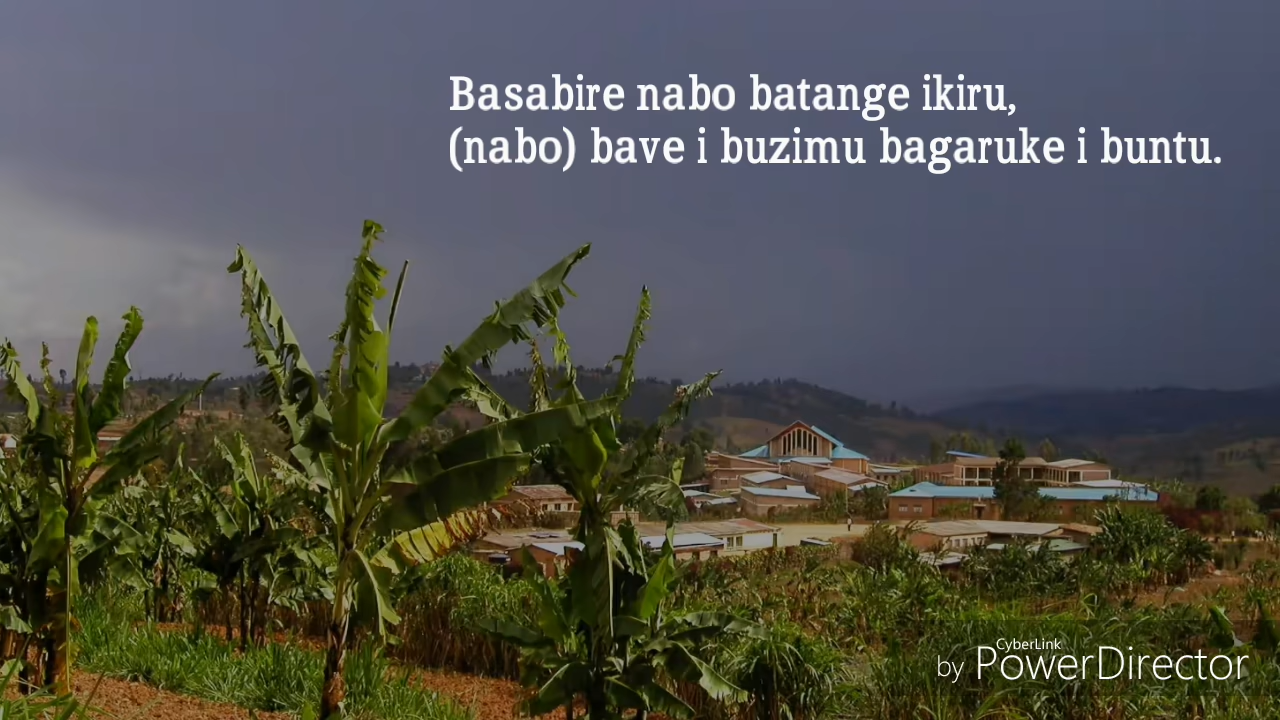 Basabire nabo batange ikiru,
(nabo) bave i buzimu bagaruke i buntu.
CyberLink
by PowerDirector